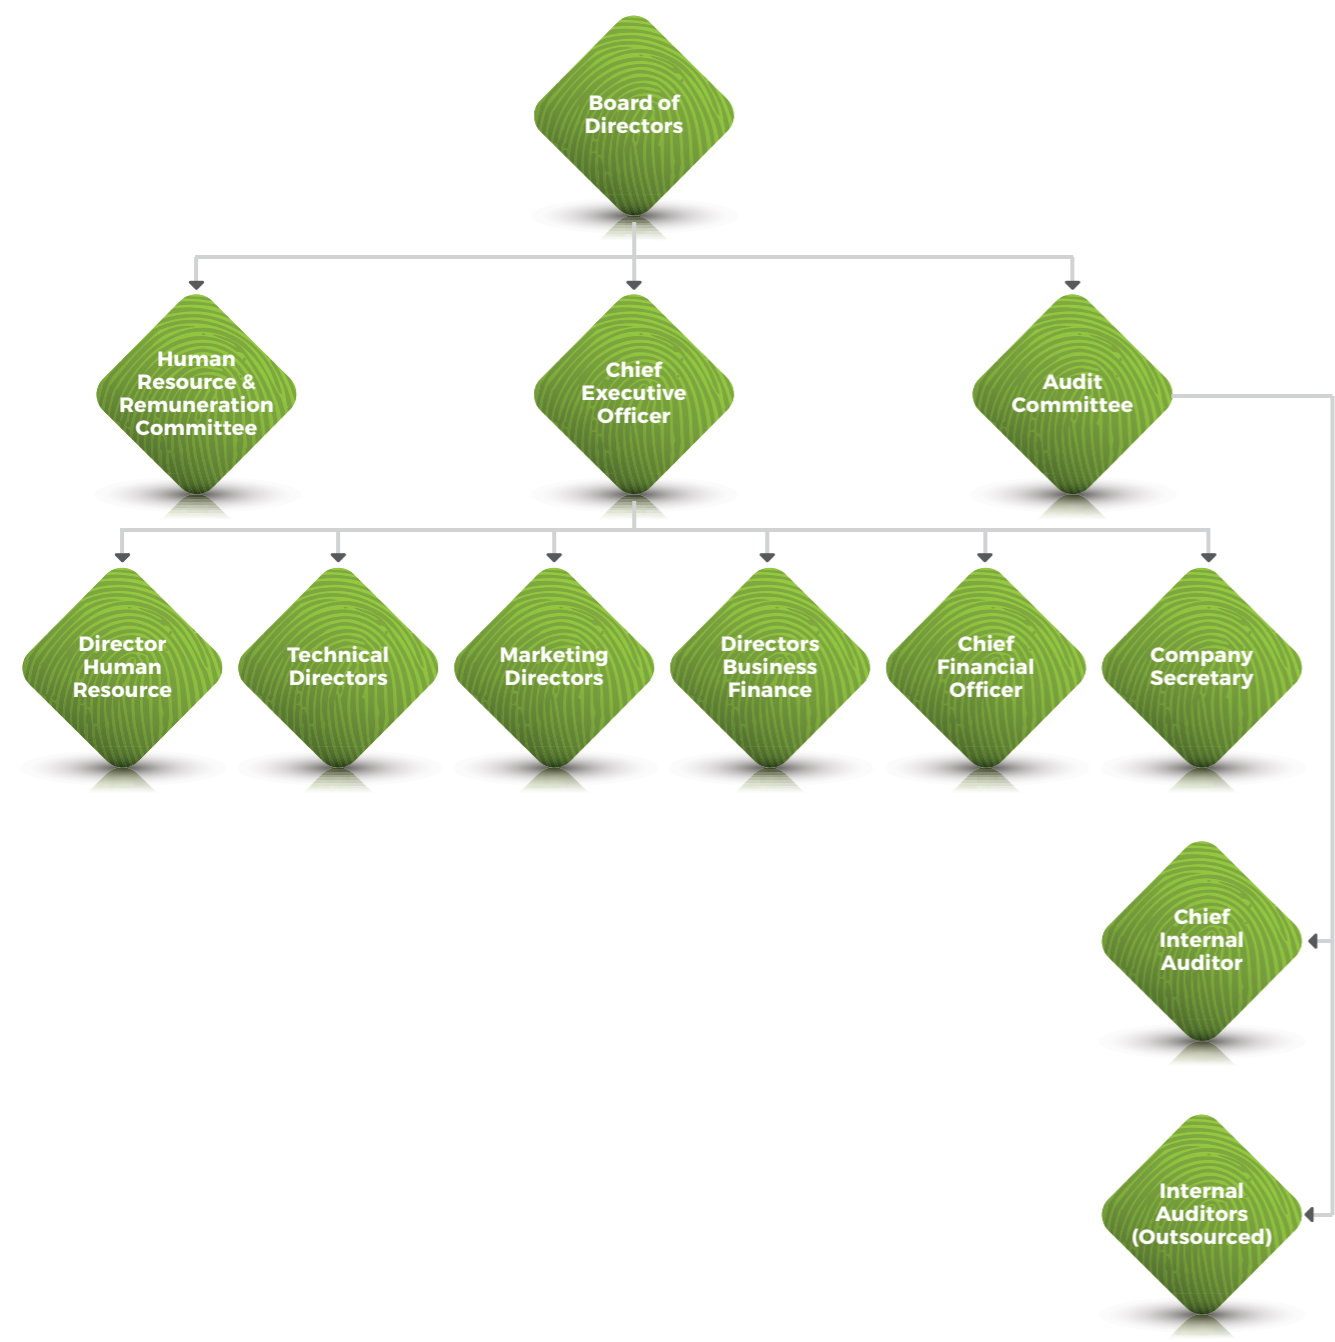 Board of
Directors
Human
Resource &
Remuneration
Committee
Chief
Executive
Officer
Audit
Committee
Director
Human
Resource
Technical
Directors
Marketing
Directors
Directors
Business
Finance
Chief
Financial
Officer
Company
Secretary
Chief
Internal
Auditor
Internal
Auditors
(Outsourced)